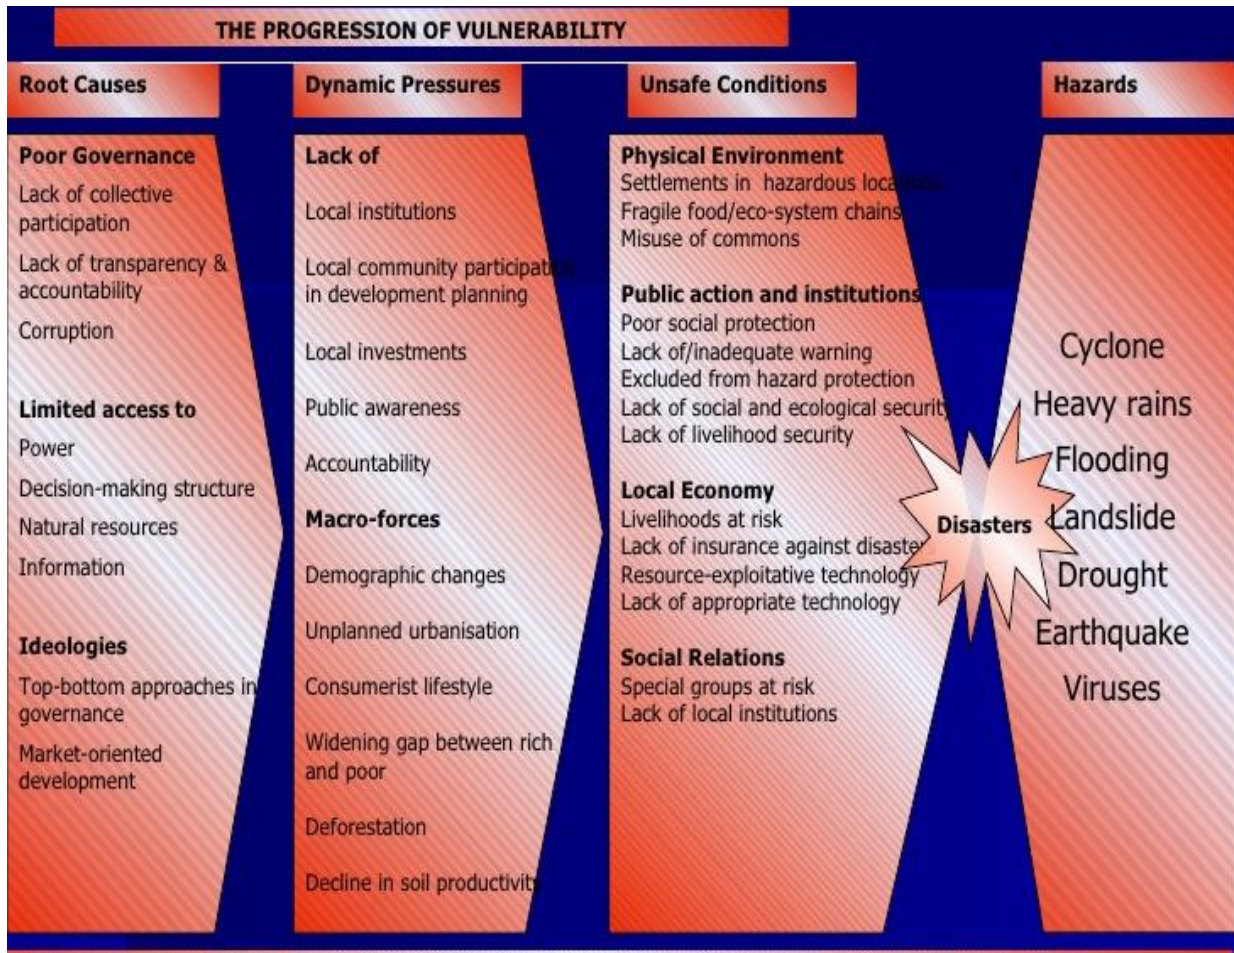 THE PROGRESSION OF VULNERABILITY
Root Causes
Poor Governance
Lack of collective
participation
Lack of transparency &
accountability
Corruption
Limited access to
Power
Decision-making structure
Natural resources
Information
Ideologies
Top-bottom approaches in
governance
Market-oriented
development
Dynamic Pressures
Lack of
Local institutions
Local community participation
in development planning
Local investments
Public awareness
Accountability
Macro-forces
Demographic changes
Unplanned urbanisation
Consumerist lifestyle
Widening gap between rich
and poor
Deforestation
Decline in soil productivity
Unsafe Conditions
Physical Environment
Settlements in hazardous locations
Fragile food/eco-system chains
Misuse of commons
Public action and institutions
Poor social protection
Lack of/inadequate warning
Excluded from hazard protection
Lack of social and ecological security
Lack of livelihood security
Local Economy
Livelihoods at risk
Lack of insurance against disaster
Resource-exploitative technology
Lack of appropriate technology
Social Relations
Special groups at risk
Lack of local institutions
Disasters
Hazards
Cyclone
Heavy rains
Flooding
Landslide
Drought
Earthquake
Viruses